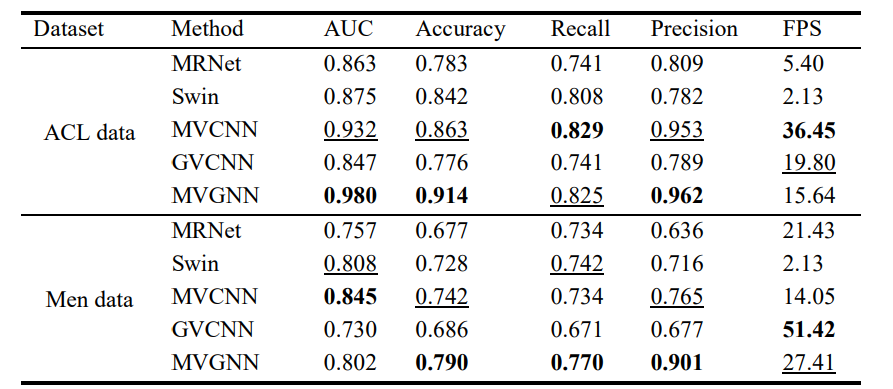 Dataset Method AUC Accuracy Recall Precision FPS
MRNet 0.863 0.783 0.741 0.809 5.40
Swin 0.875 0.842 0.808 0.782 2.13
ACL data MVCNN 0.932 0.863 0.829 0.953 36.45
GVCNN 0.847 0.776 0.741 0.789 19.80
MVGNN 0.980 0.914 0.825 0.962 15.64
MRNet 0.757 0.677 0.734 0.636 21.43
Swin 0.808 0.728 0.742 0.716 2.13
Men data MVCNN 0.845 0.742 0.734 0.765 14.05
GVCNN 0.730 0.686 0.671 0.677 51.42
MVGNN 0.802 0.790 0.770 0.901 27.41